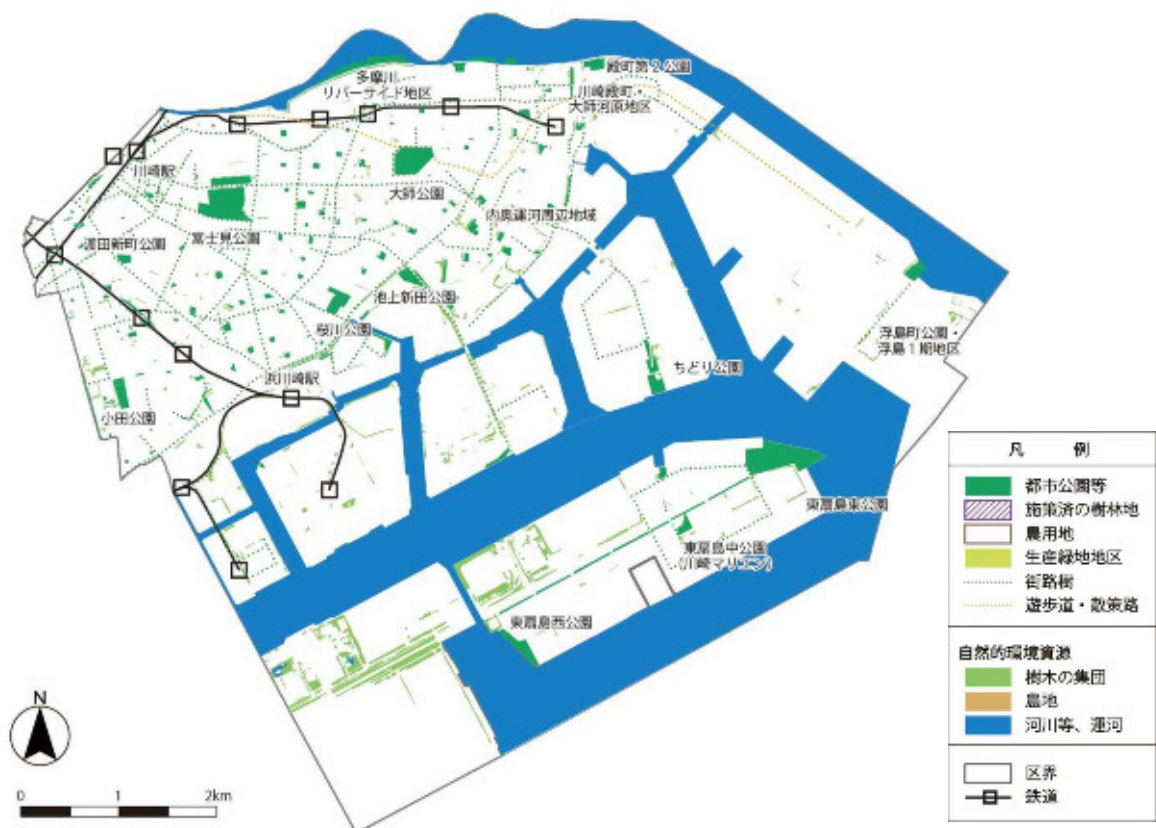 殿町第2公園
多摩川
リバーサイド地区
川崎殿町・
大師河原地区
川崎駅
大師公園
内奥運河周辺地域
渡田新町公園
富士見公園
池上新田公園
桜川公園
浮島町公園・
浮島1期地区
ちどり公園
浜川崎駅
小田公園
東扇島東公園
東扇島中公園
(川崎マリエン)
東扇島西公園
N
0 1 2km
凡 例
都市公園等
施策済の樹林地
農用地
生産緑地地区
街路樹
遊歩道・散策路
自然的環境資源
樹木の集団
農地
河川等、運河
区界
鉄道